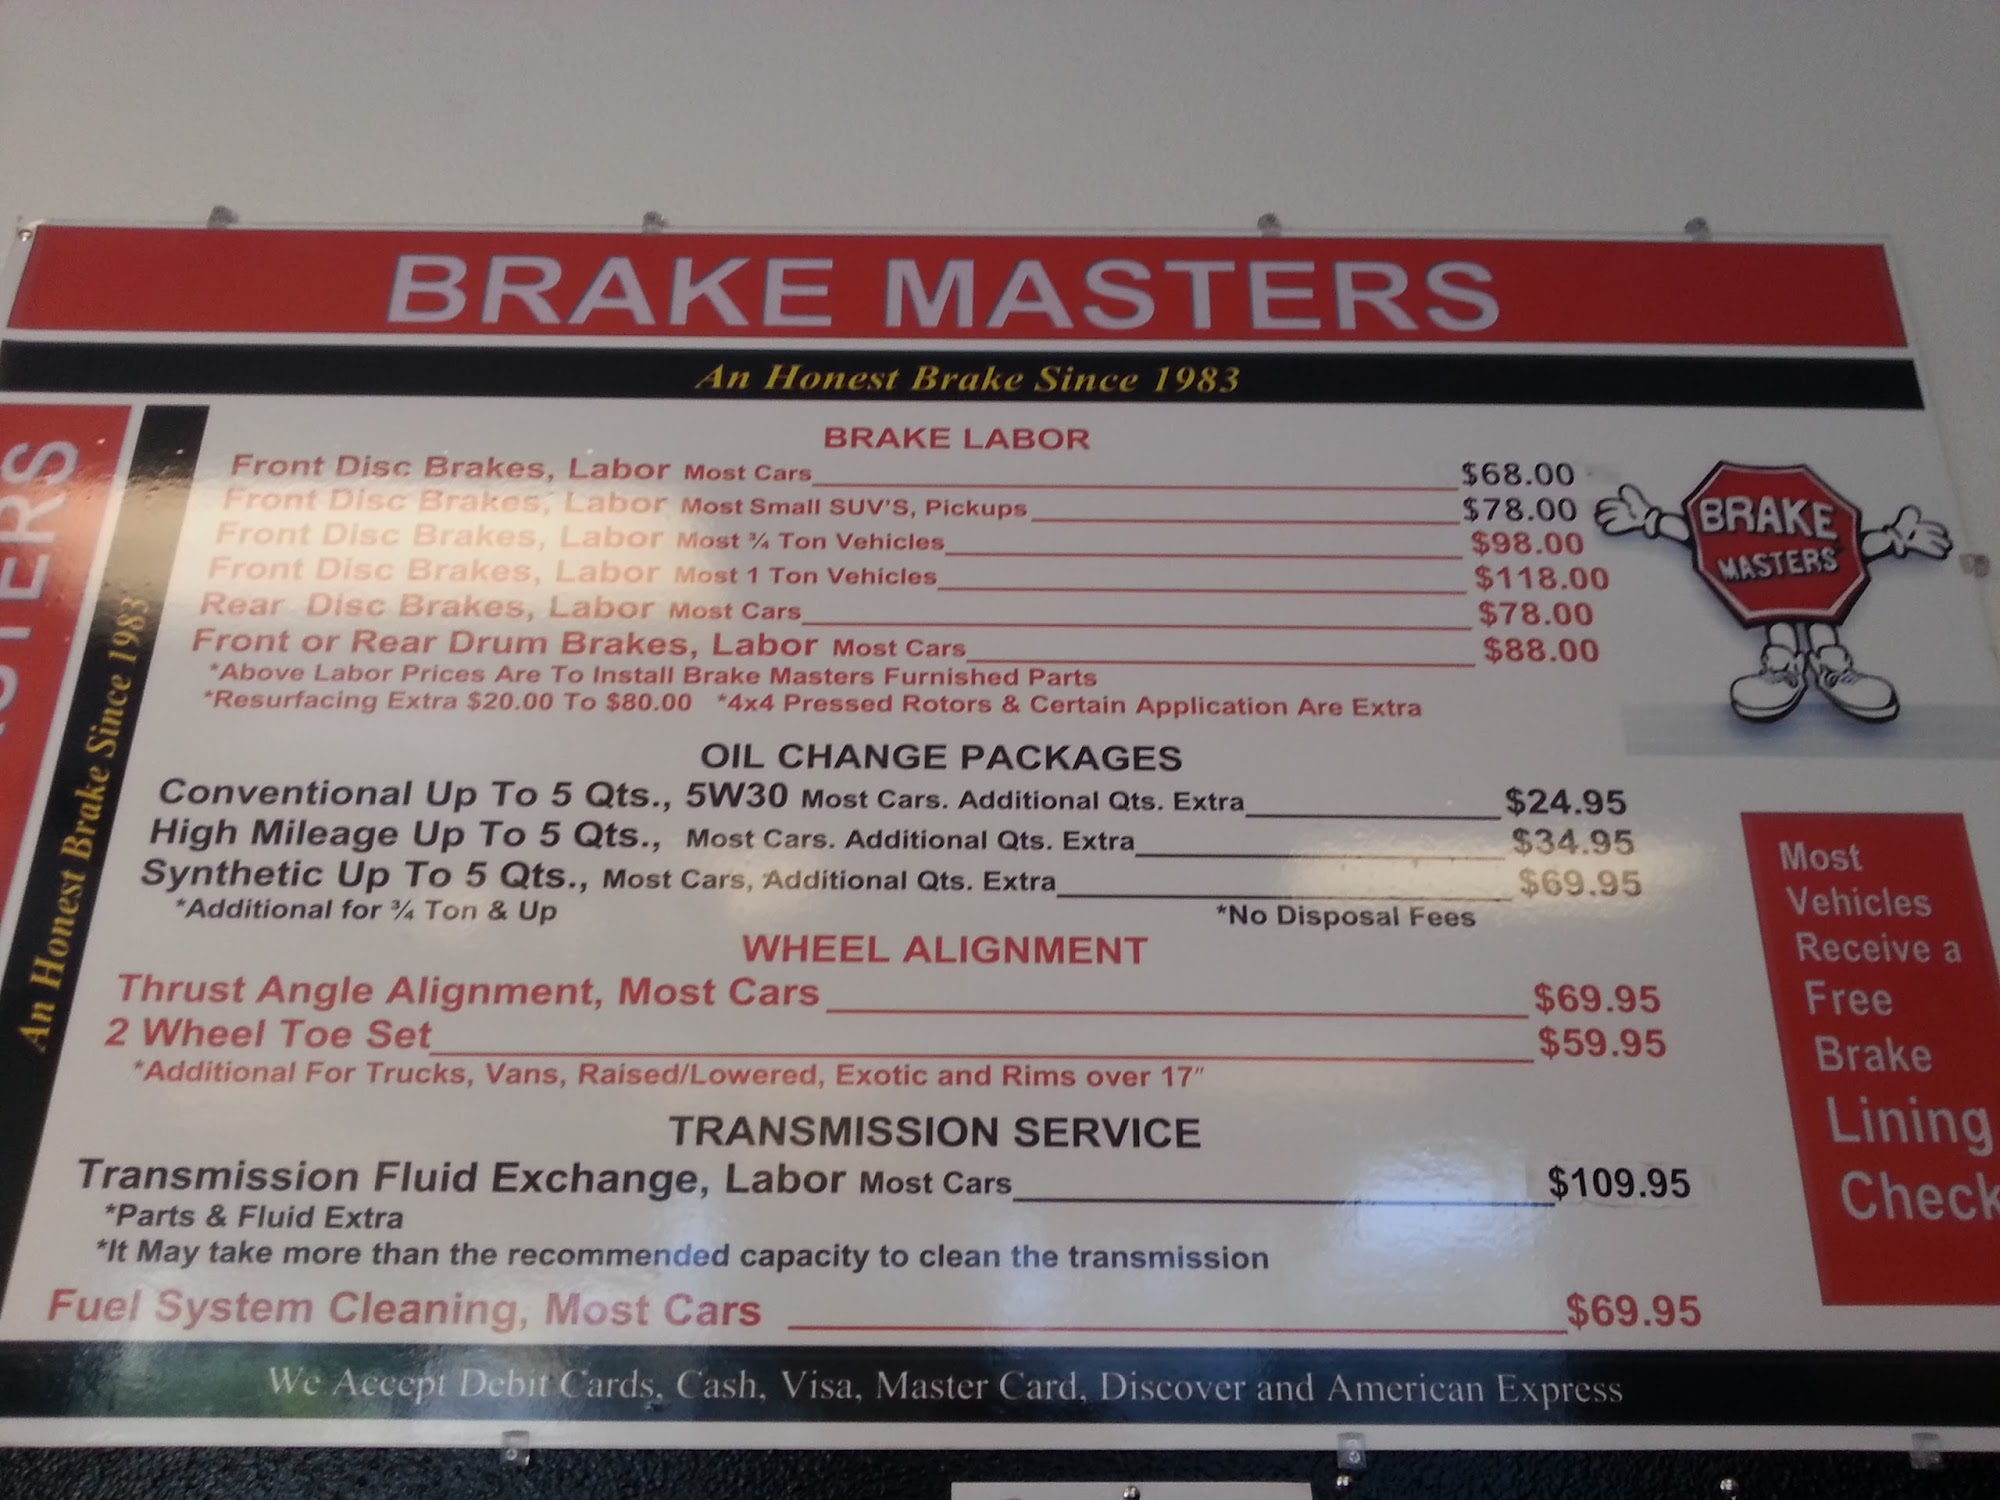 BRAKE MASTERS
An Honest Brake Since 1983
BRAKE LABOR
Front Disc Brakes, Labor Most Cars $68.00
Front Disc Brakes, Labor Most Small SUV'S, Pickups $78.00
Front Disc Brakes, Labor Most ¾ Ton Vehicles $98.00
Front Disc Brakes, Labor Most 1 Ton Vehicles $118.00
Rear Disc Brakes, Labor Most Cars $78.00
Front or Rear Drum Brakes, Labor Most Cars $88.00
*Above Labor Prices Are To Install Brake Masters Furnished Parts
*Resurfacing Extra $20.00 To $80.00 *4x4 Pressed Rotors & Certain Application Are Extra
OIL CHANGE PACKAGES
Conventional Up To 5 Qts., 5W30 Most Cars. Additional Qts. Extra $24.95
High Mileage Up To 5 Qts., Most Cars. Additional Qts. Extra $34.95
Synthetic Up To 5 Qts., Most Cars, Additional Qts. Extra $69.95
*Additional for ¾ Ton & Up *No Disposal Fees
WHEEL ALIGNMENT
Thrust Angle Alignment, Most Cars $69.95
2 Wheel Toe Set $59.95
*Additional For Trucks, Vans, Raised/Lowered, Exotic and Rims over 17"
TRANSMISSION SERVICE
Transmission Fluid Exchange, Labor Most Cars $109.95
*Parts & Fluid Extra
*It May take more than the recommended capacity to clean the transmission
Fuel System Cleaning, Most Cars $69.95
We Accept Debit Cards, Cash, Visa, Master Card, Discover and American Express
BRAKE
MASTERS
Most
Vehicles
Receive a
Free
Brake
Lining
Check
An Honest Brake Since 1983